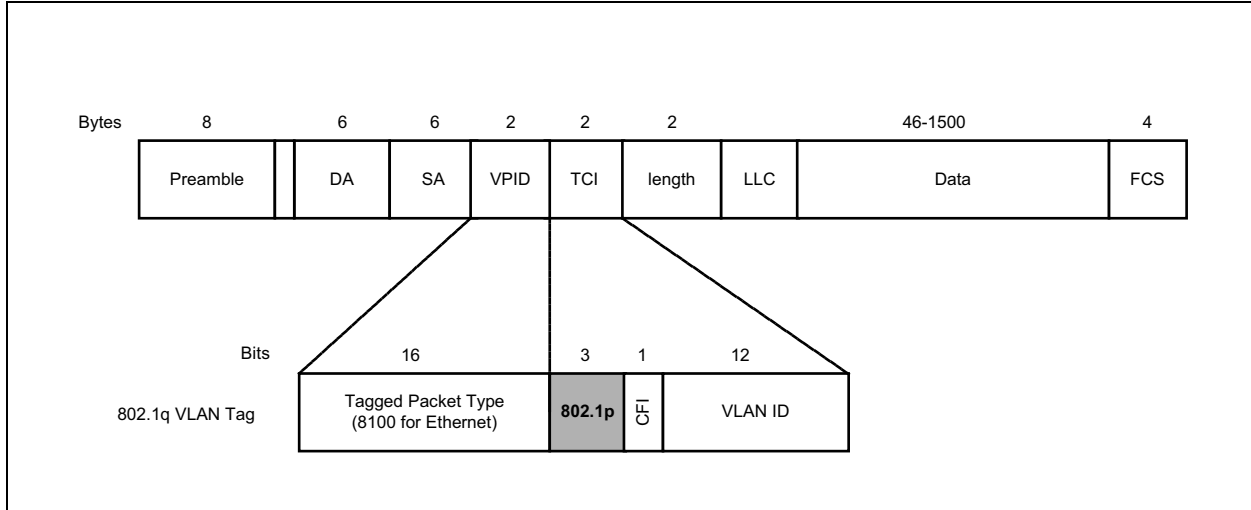 Bytes 8 6 6 2 2 2 46-1500 4
Preamble DA SA VPID TCI length LLC Data FCS
Bits 16 3 1 12
802.1q VLAN Tag
Tagged Packet Type
(8100 for Ethernet)
802.1p
CFI
VLAN ID